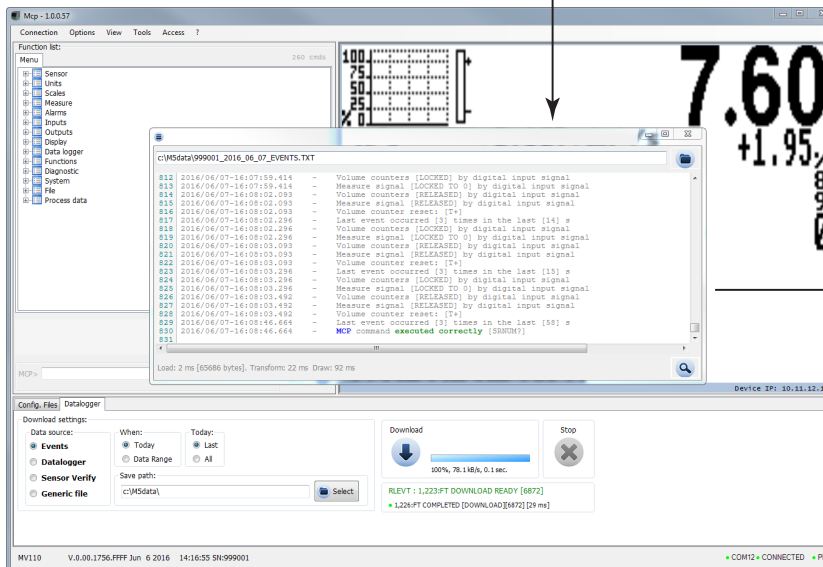 Mcp - 1.0.0.57
Connection Options View Tools Access ?
Function list:
Menu
260 cmds
Sensor
Units
Scales
Measure
Alarms
Inputs
Outputs
Display
Data logger
Functions
Diagnostic
System
File
Process data
100
75
50
25
% 0
+
-
7.60
+1.95
c:\M5data\999001_2016_06_07_EVENTS.TXT
812 2016/06/07-16:07:59.414 - Volume counters [LOCKED] by digital input signal
813 2016/06/07-16:07:59.414 - Measure signal [LOCKED TO 0] by digital input signal
814 2016/06/07-16:08:02.093 - Volume counters [RELEASED] by digital input signal
815 2016/06/07-16:08:02.093 - Measure signal [RELEASED] by digital input signal
816 2016/06/07-16:08:02.093 - Volume counter reset: [T+]
817 2016/06/07-16:08:02.296 - Last event occurred [3] times in the last [14] s
818 2016/06/07-16:08:02.296 - Volume counters [LOCKED] by digital input signal
819 2016/06/07-16:08:02.296 - Measure signal [LOCKED TO 0] by digital input signal
820 2016/06/07-16:08:03.093 - Volume counters [RELEASED] by digital input signal
821 2016/06/07-16:08:03.093 - Measure signal [RELEASED] by digital input signal
822 2016/06/07-16:08:03.093 - Volume counter reset: [T+]
823 2016/06/07-16:08:03.296 - Last event occurred [3] times in the last [15] s
824 2016/06/07-16:08:03.296 - Volume counters [LOCKED] by digital input signal
825 2016/06/07-16:08:03.296 - Measure signal [LOCKED TO 0] by digital input signal
826 2016/06/07-16:08:03.492 - Volume counters [RELEASED] by digital input signal
827 2016/06/07-16:08:03.492 - Measure signal [RELEASED] by digital input signal
828 2016/06/07-16:08:03.492 - Volume counter reset: [T+]
829 2016/06/07-16:08:46.664 - Last event occurred [3] times in the last [58] s
830 2016/06/07-16:08:46.664 - MCP command executed correctly [SRNUM?]
831
Load: 2 ms [65686 bytes]. Transform: 22 ms Draw: 92 ms
MCP>
Device IP: 10.11.12.1
Config. Files Datalogger
Download settings:
Data source:
Events
Datalogger
Sensor Verify
Generic file
When:
Today
Data Range
Today:
Last
All
Save path:
c:\M5data\
Select
Download
100%, 78.1 kB/s, 0.1 sec.
Stop
RLEVT : 1,223:FT DOWNLOAD READY [6872]
1,226:FT COMPLETED [DOWNLOAD][6872] [29 ms]
MV110 V.0.00.1756.FFFF Jun 6 2016 14:16:55 SN:999001
COM12 CONNECTED